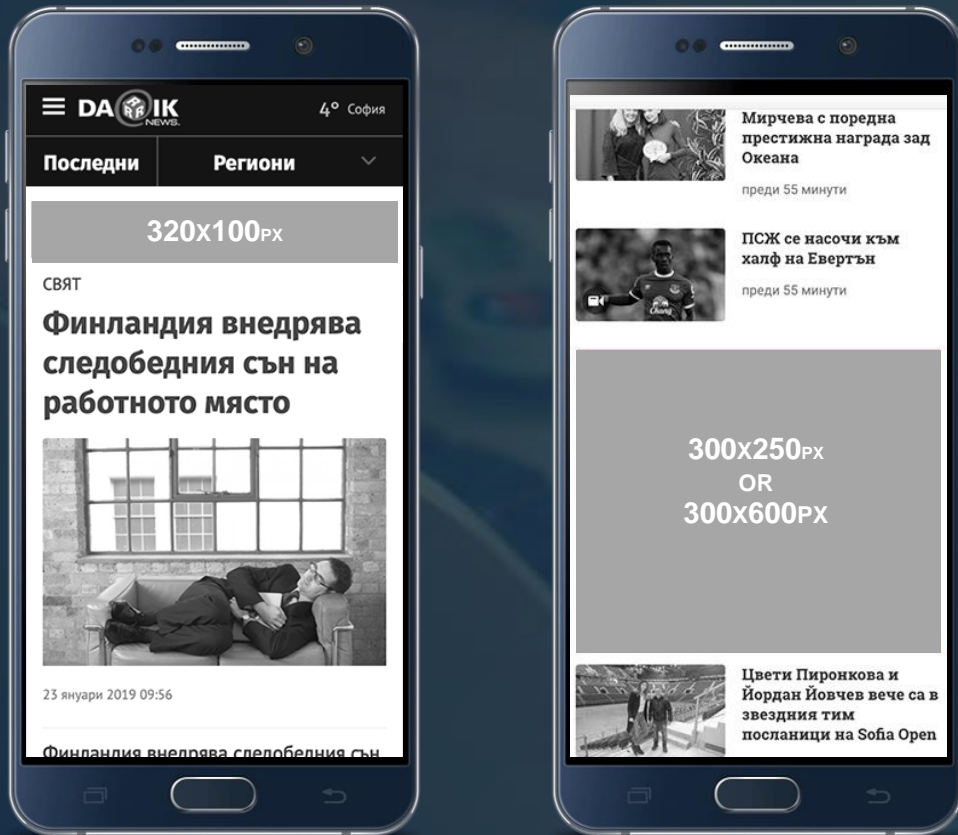 DARIK
NEWS.
4° София
Последни
Региони
320X100PX
СВЯТ
Финландия внедрява
следобедния сън на
работното място
23 януари 2019 09:56
Финландия внедрява следобедния сън
Мирчева с поредна
престижна награда зад
Океана
преди 55 минути
ПСЖ се насочи към
халф на Евертън
преди 55 минути
Chang
300X250PX
OR
300X600PX
Цвети Пиронкова и
Йордан Йовчев вече са в
звездния тим
посланици на Sofia Open